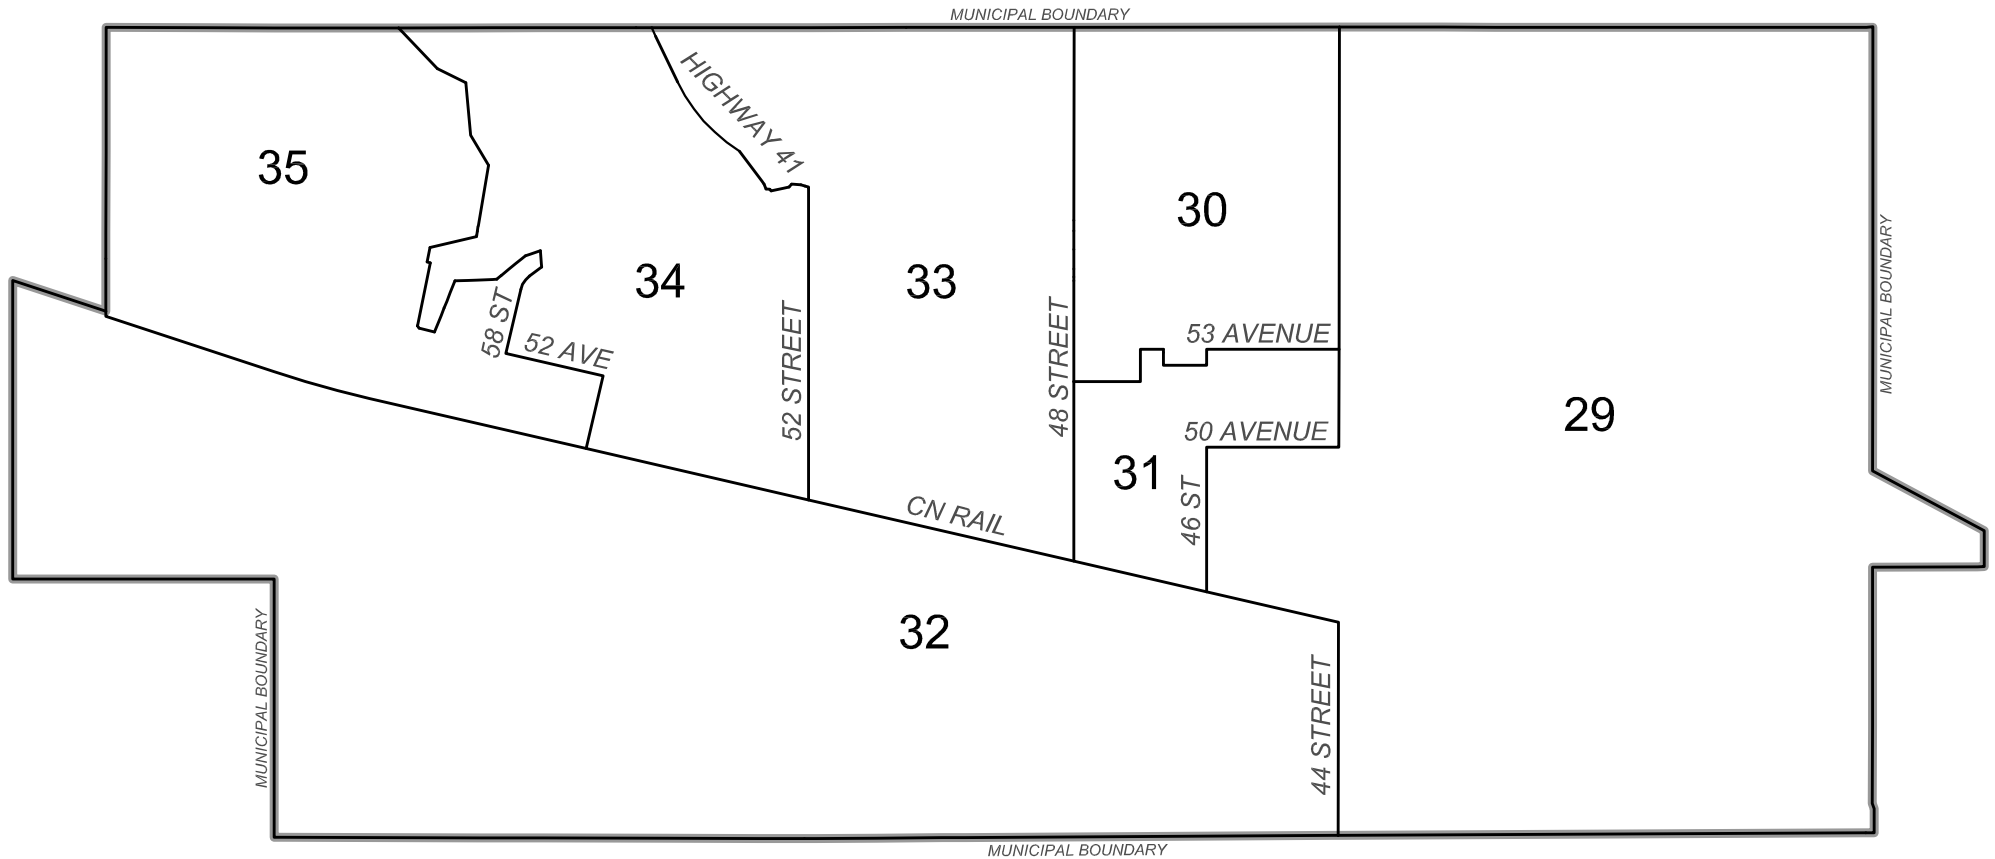 MUNICIPAL BOUNDARY
HIGHWAY 41
35
30
MUNICIPAL BOUNDARY
34
33
58 ST
52 AVE
52 STREET
48 STREET
53 AVENUE
29
50 AVENUE
31
46 ST
CN RAIL
32
MUNICIPAL BOUNDARY
44 STREET
MUNICIPAL BOUNDARY